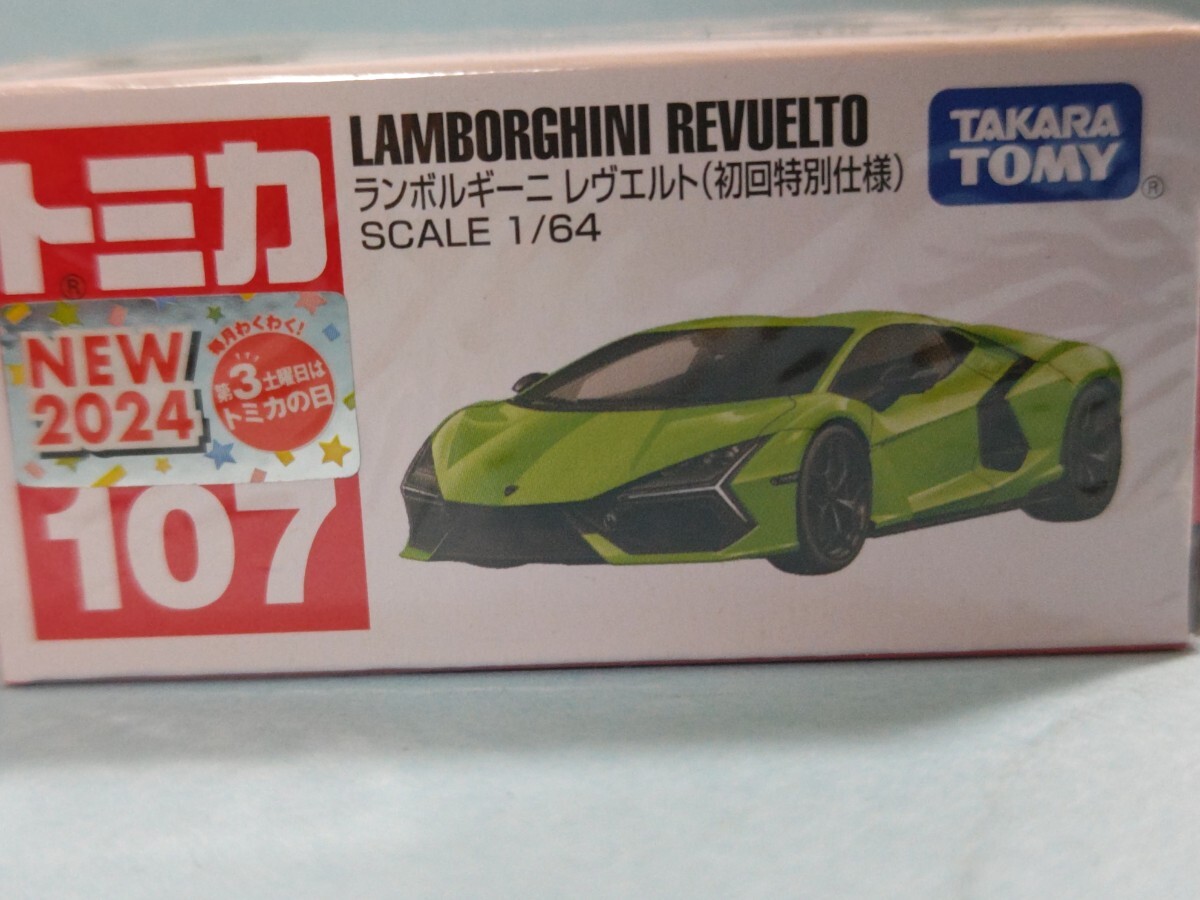 トミカ
®
LAMBORGHINI REVUELTO
ランボルギーニ レヴエルト(初回特別仕様)
SCALE 1/64
TAKARA
TOMY
®
NEW
2024
毎月わくわく!
第3土曜日は
トミカの日
107